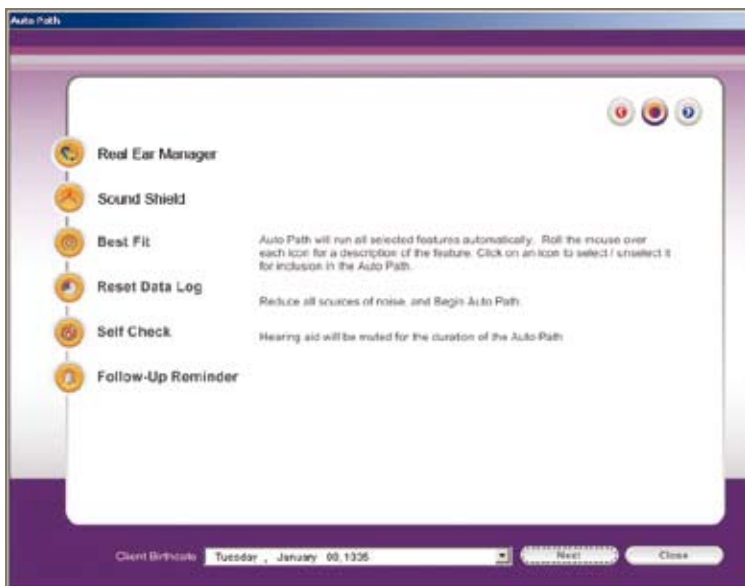 Auto Path
Real Ear Manager
Sound Shield
Best Fit
Auto Path will run all selected features automatically. Roll the mouse over
each icon for a description of the feature. Click on an icon to select / unselect it
for inclusion in the Auto Path.
Reset Data Log
Reduce all sources of noise, and Begin Auto Path.
Self Check
Hearing aid will be muted for the duration of the Auto Path
Follow-Up Reminder
Client Birthdate Tuesday , January Next Close